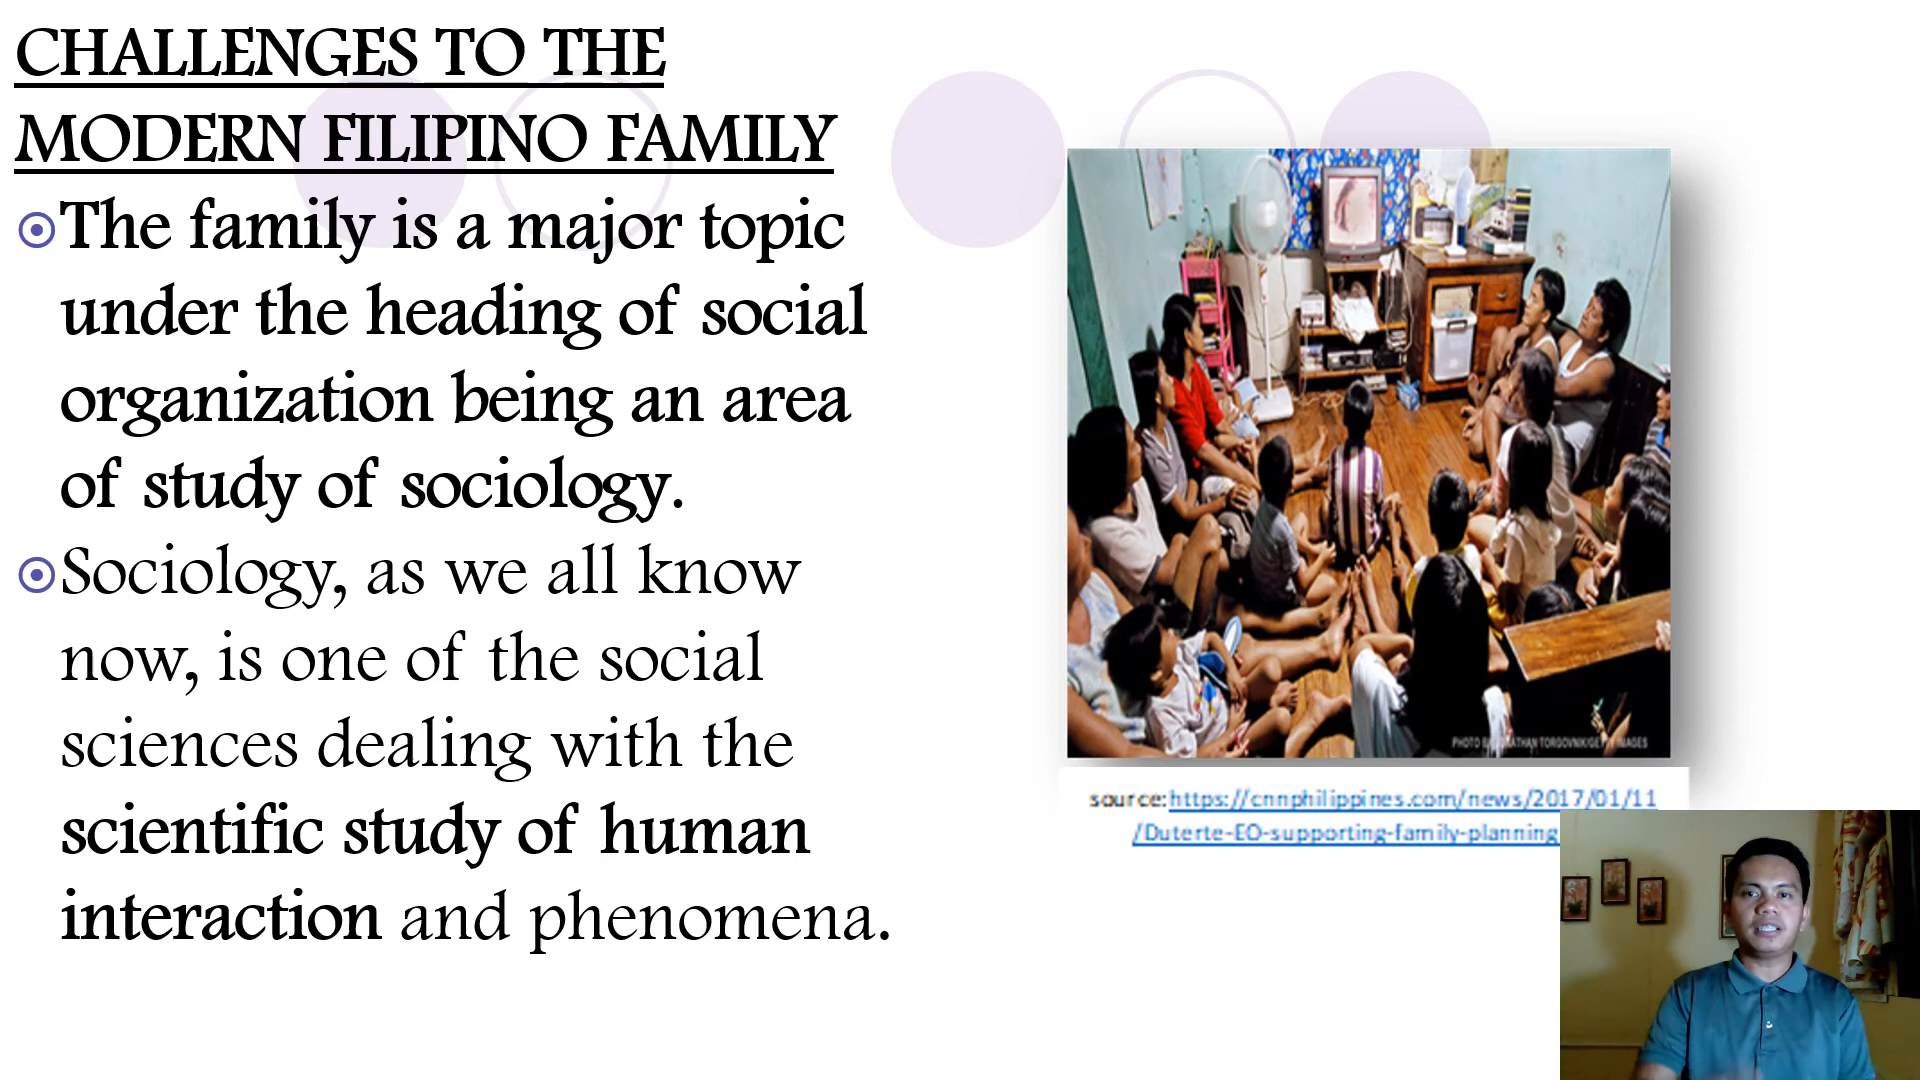 CHALLENGES TO THE
MODERN FILIPINO FAMILY
The family is a major topic
under the heading of social
organization being an area
of study of sociology.
Sociology, as we all know
now, is one of the social
sciences dealing with the
scientific study of human
interaction and phenomena.
PHOTO IMAGES
source:https://cnnphilippines.com/news/2017/01/11
/Duterte-EO-supporting-family-planning